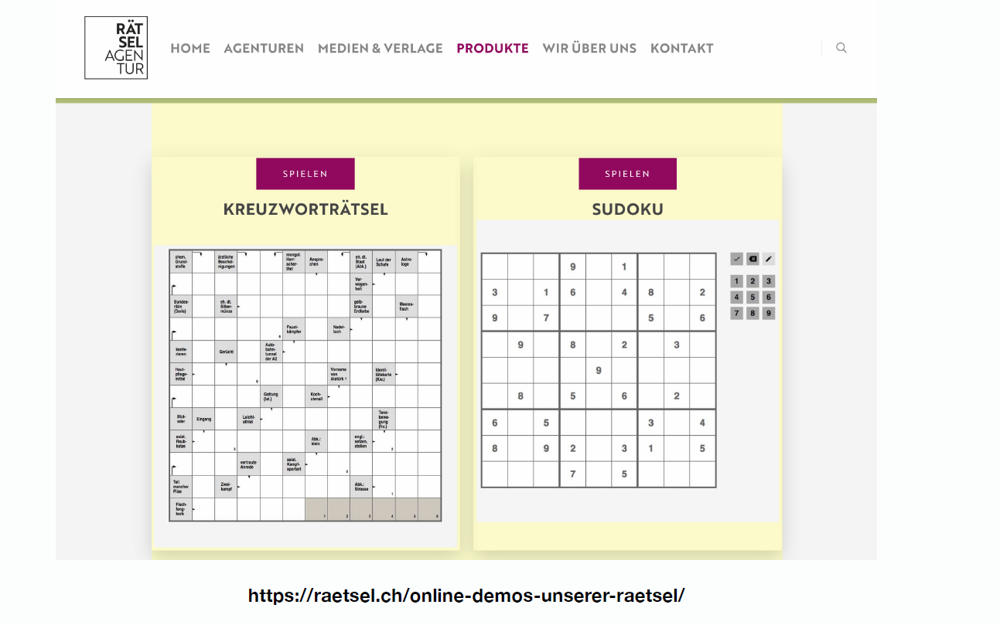 RÄT
SEL
AGEN
TUR
HOME AGENTUREN MEDIEN & VERLAGE PRODUKTE WIR ÜBER UNS KONTAKT
SPIELEN
KREUZWORTRÄTSEL
chem. Grund- stoffe
ärztliche Beschei- nigungen
mongol. Herr- scher- titel
Anspre- chen
eh. dt. Staat (Abk.)
Laut der Schafe
Astro- loge
Ver- wegen- heit
Bundes- rätin (Doris)
eh. dt. Silber- münze
gelb- braune Erdfarbe
Meeres- fisch
Faust- kämpfer
Nadel- loch
konfe- rieren
Gerücht
Auto- bahn- tunnel der A2
Haut- pflege- mittel
Vorname von Atatürk †
Identi- tätskarte (Kw.)
Gattung (lat.)
Koch- utensil
Blut- ader
Eingang
Leicht- athlet
Tanz- bewe- gung (frz.)
asiat. Raub- katze
Abk.: klein
engl.: setzen, stellen
vertraute Anrede
asiat. Kampf- sportart
Teil mancher Pilze
Zwei- kampf
Abk.: Strasse
Fisch- fang- korb
1 2 3 4 5 6
SPIELEN
SUDOKU
9 1
3 1 6 4 8 2
9 7 5 6
9 8 2 3
9
8 5 6 2
6 5 3 4
8 9 2 3 1 5
7 5
1 2 3
4 5 6
7 8 9
https://raetsel.ch/online-demos-unserer-raetsel/